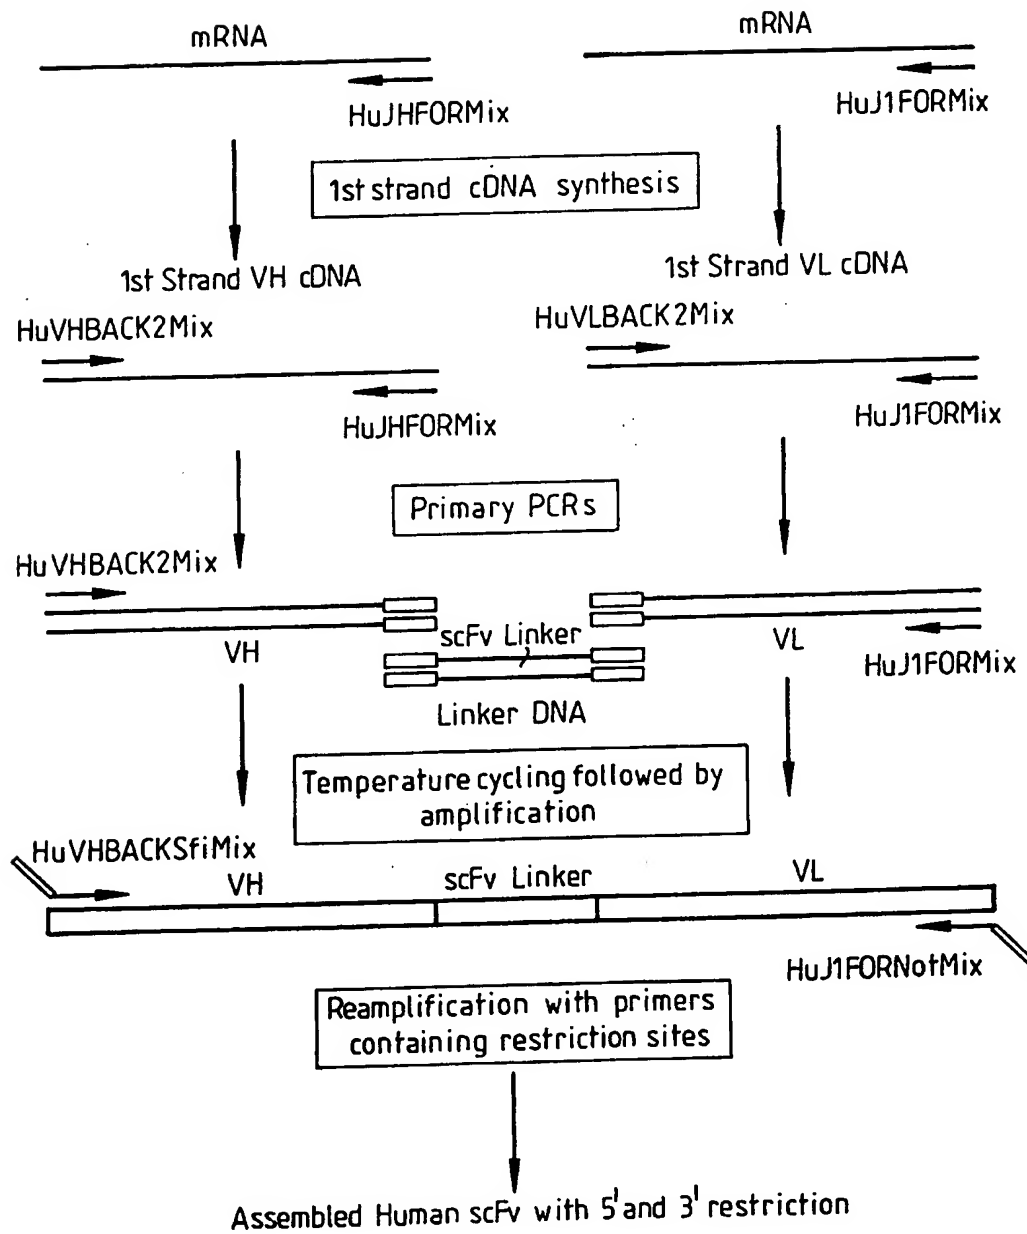 mRNA
mRNA
HuJHFORMix
HuJ1FORMix
1st strand cDNA synthesis
1st Strand VH cDNA
1st Strand VL cDNA
HuVHBACK2Mix
HuVLBACK2Mix
HuJHFORMix
HuJ1FORMix
Primary PCRs
HuVHBACK2Mix
VH
scFv Linker
VL
HuJ1FORMix
Linker DNA
Temperature cycling followed by
amplification
HuVHBACKSfiMix
VH
scFv Linker
VL
HuJ1FORNotMix
Reamplification with primers
containing restriction sites
Assembled Human scFv with 5' and 3' restriction